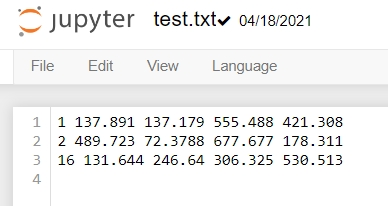 jupyter test.txt 04/18/2021
File Edit View Language
1 1 137.891 137.179 555.488 421.308
2 2 489.723 72.3788 677.677 178.311
3 16 131.644 246.64 306.325 530.513
4